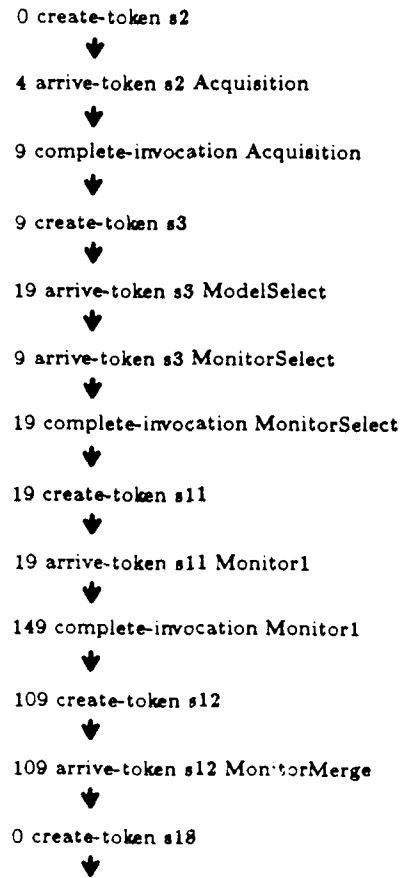 0 create-token s2
4 arrive-token s2 Acquisition
9 complete-invocation Acquisition
9 create-token s3
19 arrive-token s3 ModelSelect
9 arrive-token s3 MonitorSelect
19 complete-invocation MonitorSelect
19 create-token s11
19 arrive-token s11 Monitor1
149 complete-invocation Monitor1
109 create-token s12
109 arrive-token s12 MonitorMerge
0 create-token s18